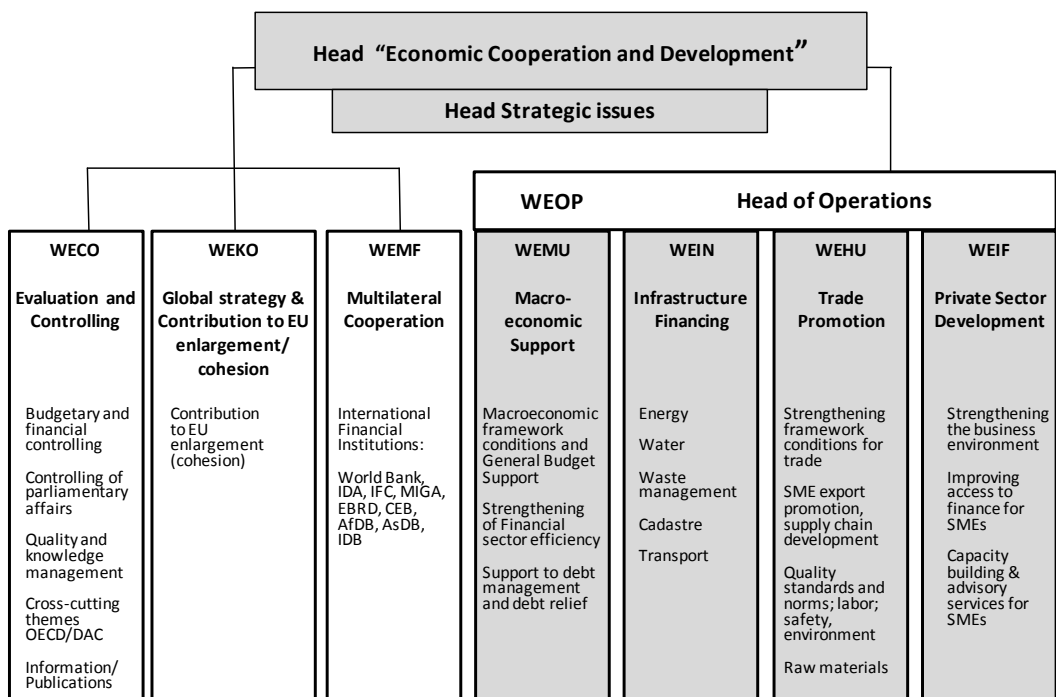 Head “Economic Cooperation and Development”
Head Strategic issues
WEOP Head of Operations
WECO
Evaluation and
Controlling
Budgetary and
financial
controlling
Controlling of
parliamentary
affairs
Quality and
knowledge
management
Cross-cutting
themes
OECD/DAC
Information/
Publications
WEKO
Global strategy &
Contribution to EU
enlargement/
cohesion
Contribution
to EU
enlargement
(cohesion)
WEMF
Multilateral
Cooperation
International
Financial
Institutions:
World Bank,
IDA, IFC, MIGA,
EBRD, CEB,
AfDB, AsDB,
IDB
WEMU
Macro-
economic
Support
Macroeconomic
framework
conditions and
General Budget
Support
Strengthening
of Financial
sector efficiency
Support to debt
management
and debt relief
WEIN
Infrastructure
Financing
Energy
Water
Waste
management
Cadastre
Transport
WEHU
Trade
Promotion
Strengthening
framework
conditions for
trade
SME export
promotion,
supply chain
development
Quality
standards and
norms; labor;
safety,
environment
Raw materials
WEIF
Private Sector
Development
Strengthening
the business
environment
Improving
access to
finance for
SMEs
Capacity
building &
advisory
services for
SMEs